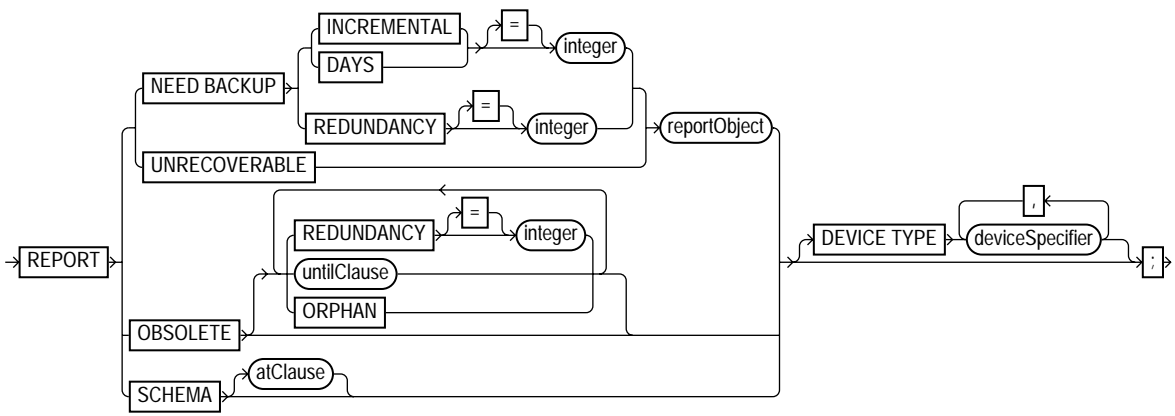 INCREMENTAL
=
integer
DAYS
NEED BACKUP
=
REDUNDANCY
integer
reportObject
UNRECOVERABLE
=
REDUNDANCY
integer
,
DEVICE TYPE
deviceSpecifier
REPORT
untilClause
;
ORPHAN
OBSOLETE
atClause
SCHEMA